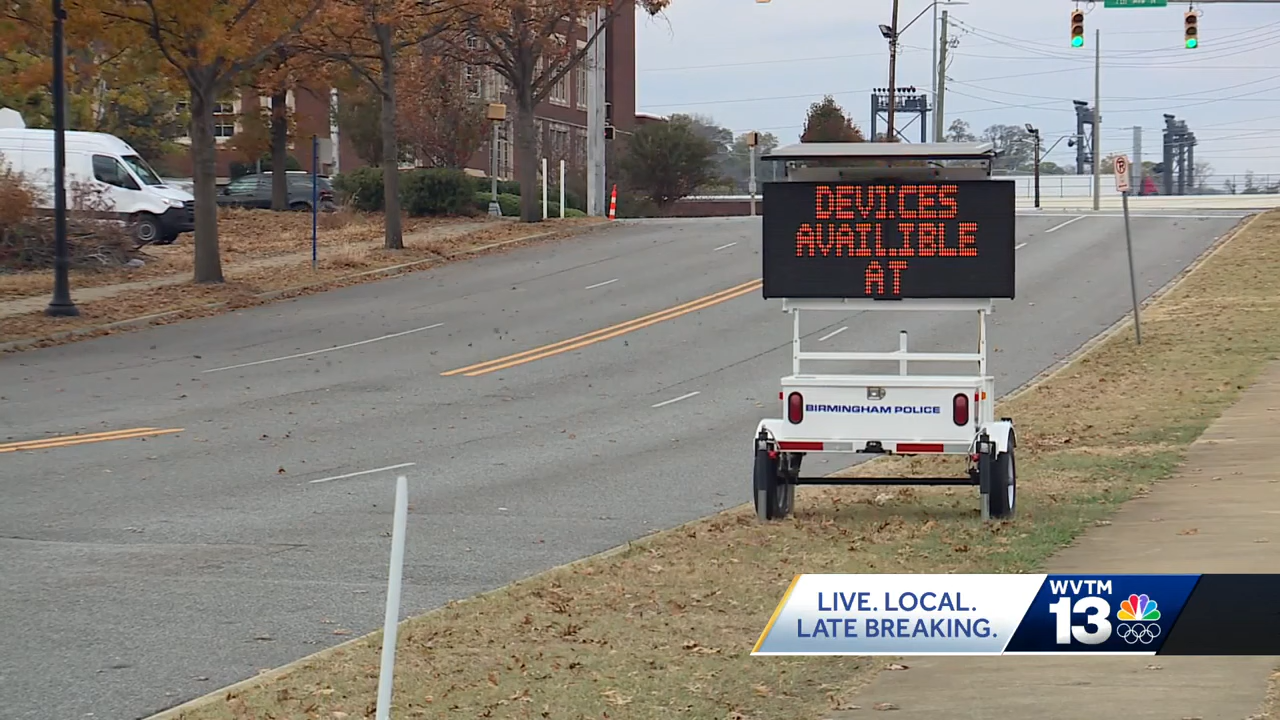 DEVICES
AVAILIBLE
AT
BIRMINGHAM POLICE
LIVE. LOCAL.
LATE BREAKING.
WVTM
13